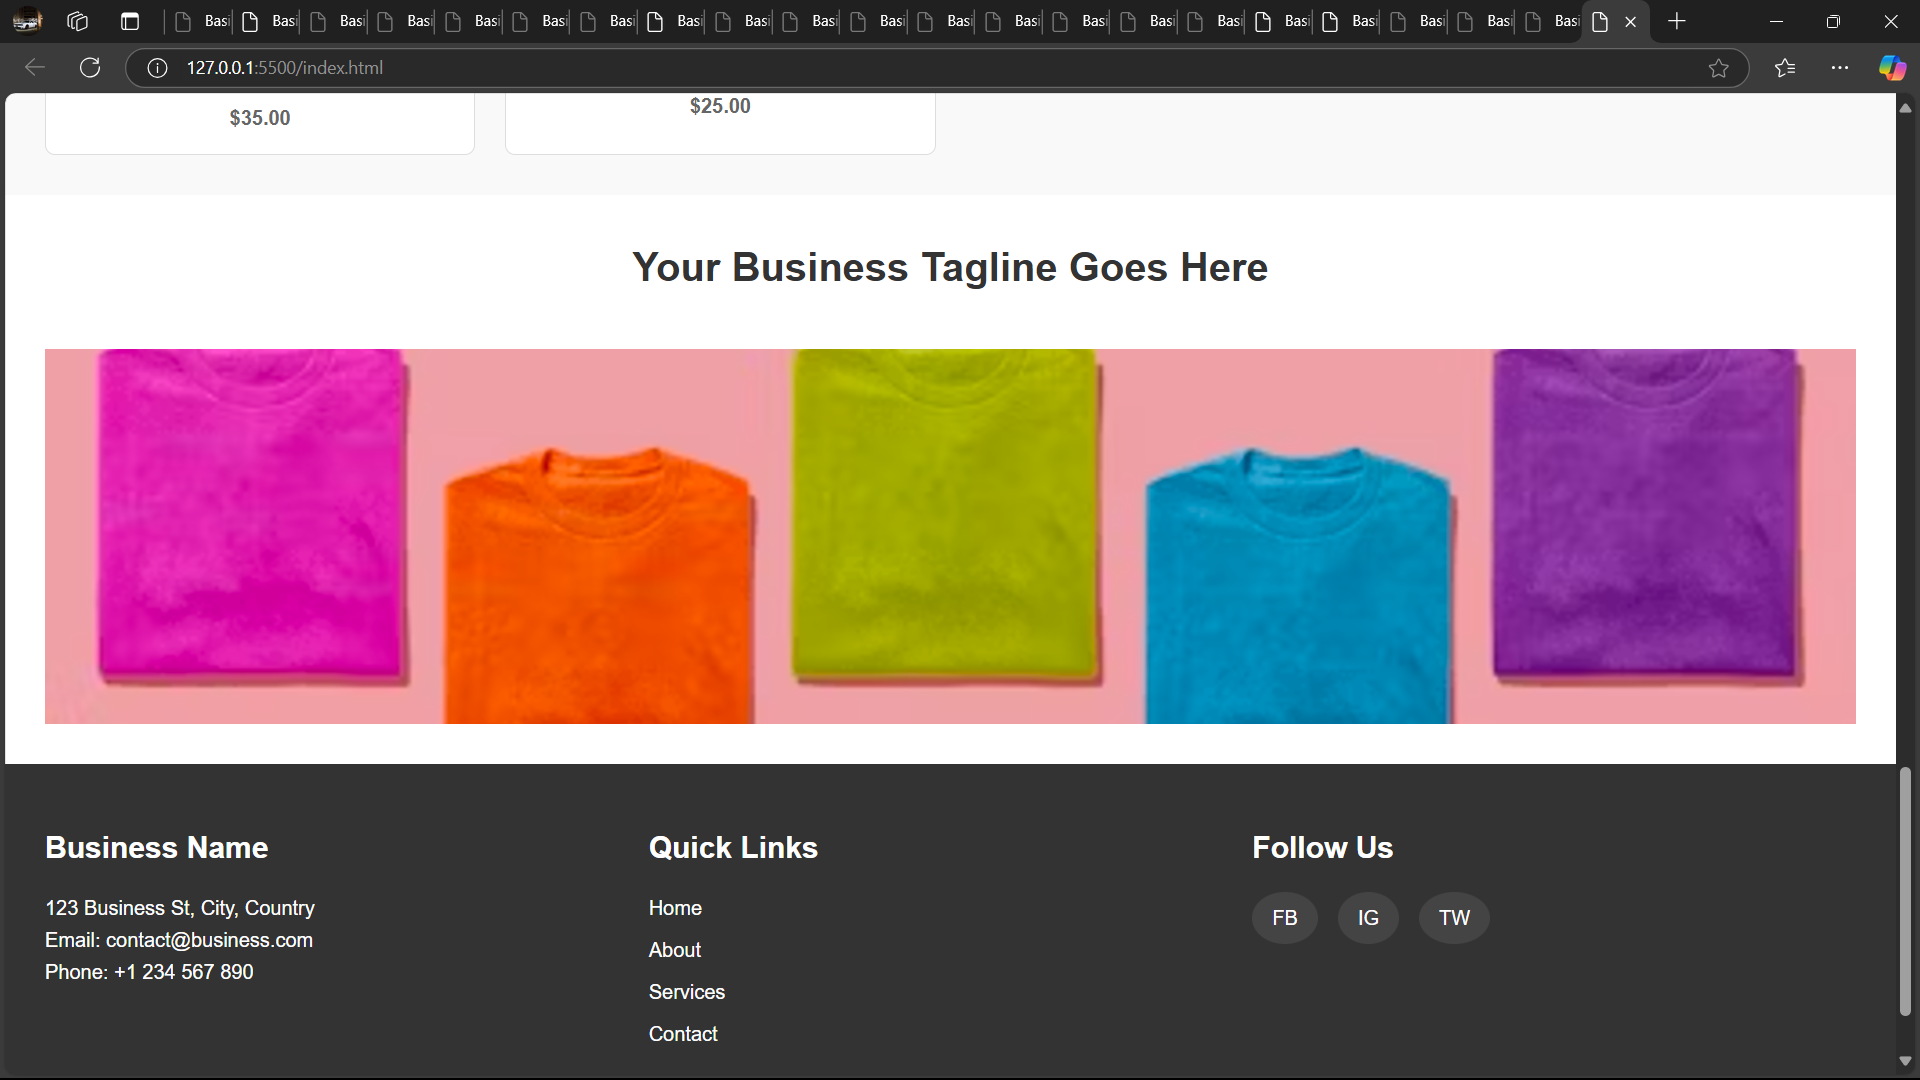 Basi Basi Basi Basi Basi Basi Basi Basi Basi Basi Basi Basi Basi Basi Basi Basi Basi Basi Basi Basi Basi
127.0.0.1:5500/index.html
$35.00
$25.00
Your Business Tagline Goes Here
Business Name
123 Business St, City, Country
Email: contact@business.com
Phone: +1 234 567 890
Quick Links
Home
About
Services
Contact
Follow Us
FB IG TW